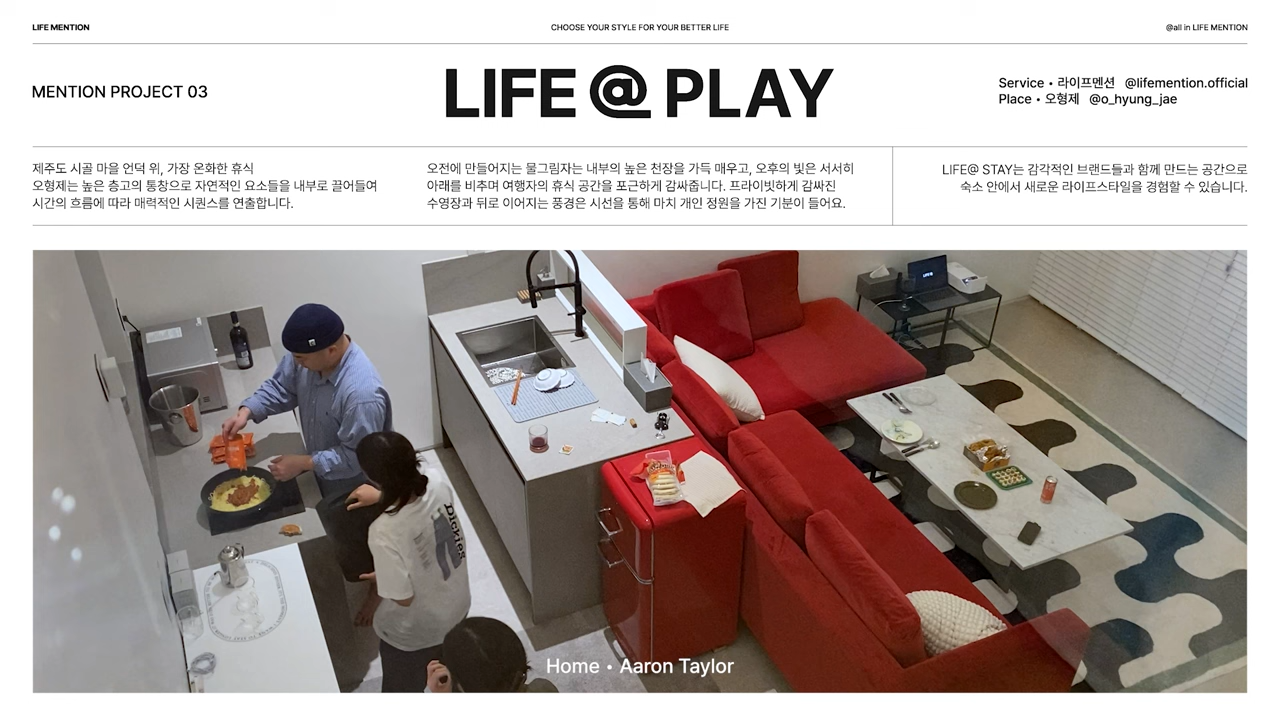 LIFE MENTION
CHOOSE YOUR STYLE FOR YOUR BETTER LIFE
@all in LIFE MENTION
MENTION PROJECT 03
LIFE @ PLAY
Service • 라이프멘션 @lifemention.official
Place • 오형제 @o_hyung_jae
제주도 시골 마을 언덕 위, 가장 온화한 휴식
오형제는 높은 층고의 통창으로 자연적인 요소들을 내부로 끌어들여
시간의 흐름에 따라 매력적인 시퀀스를 연출합니다.
오전에 만들어지는 물그림자는 내부의 높은 천장을 가득 매우고, 오후의 빛은 서서히
아래를 비추며 여행자의 휴식 공간을 포근하게 감싸줍니다. 프라이빗하게 감싸진
수영장과 뒤로 이어지는 풍경은 시선을 통해 마치 개인 정원을 가진 기분이 들어요.
LIFE@ STAY는 감각적인 브랜드들과 함께 만드는 공간으로
숙소 안에서 새로운 라이프스타일을 경험할 수 있습니다.
Dickies
Home • Aaron Taylor